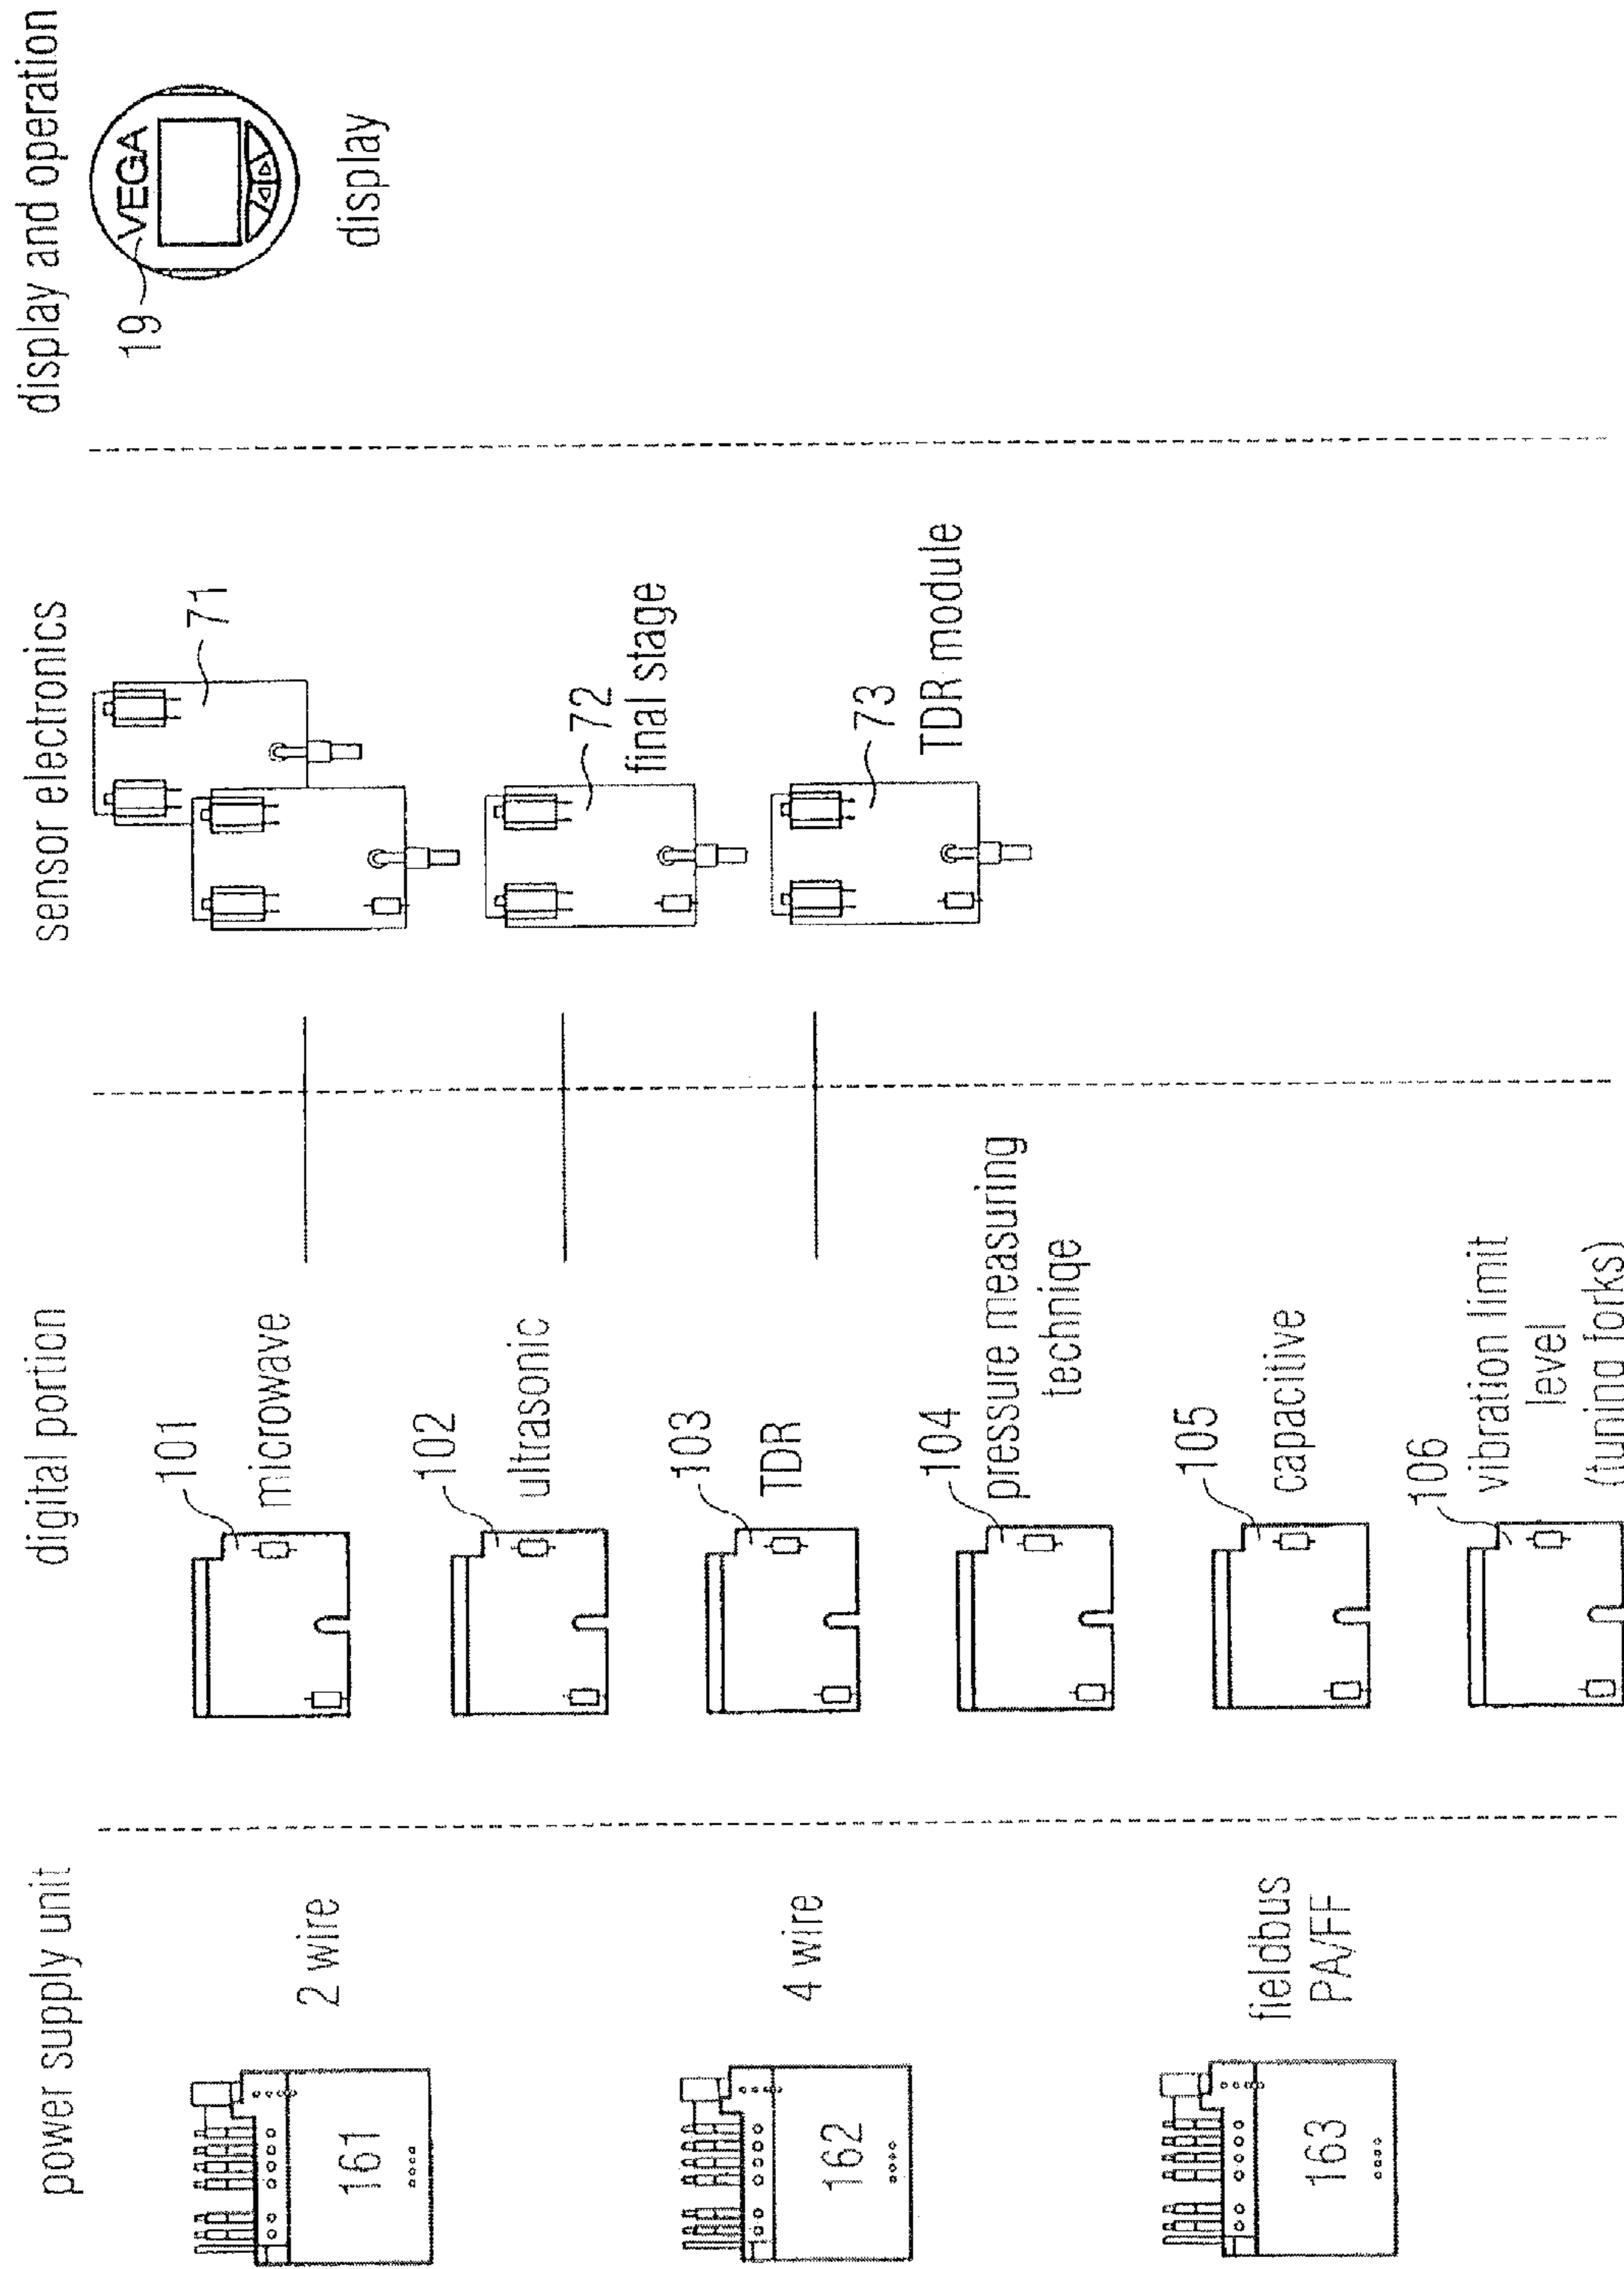 power supply unit
161
2 wire
162
4 wire
163
fieldbus
PA/FF
digital portion
101
microwave
102
ultrasonic
103
TDR
104
pressure measuring
techniqe
105
capacitive
106
vibration limit
level
(tuning forks)
sensor electronics
71
72
final stage
73
TDR module
display and operation
19
VEGA
display